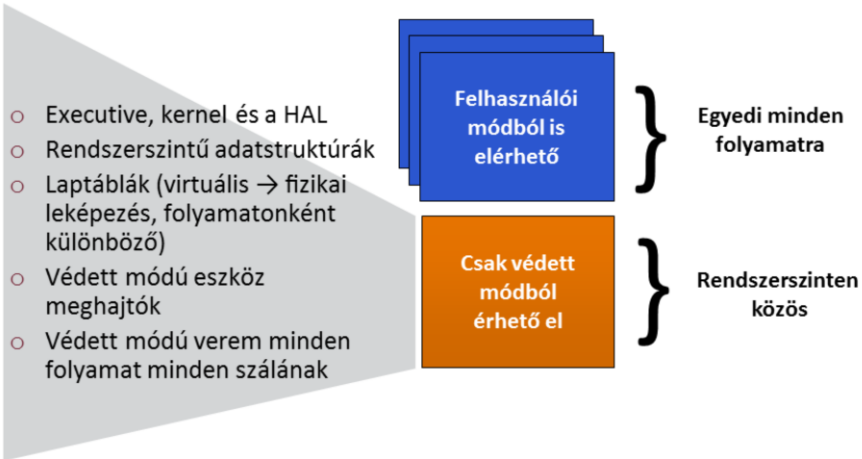 Executive, kernel és a HAL
Rendszerszintű adatstruktúrák
Laptáblák (virtuális → fizikai
leképezés, folyamatonként
különböző)
Védett módú eszköz
meghajtók
Védett módú verem minden
folyamat minden szálának
Felhasználói
módból is
elérhető
Egyedi minden
folyamatra
Csak védett
módból
érhető el
Rendszerszinten
közös